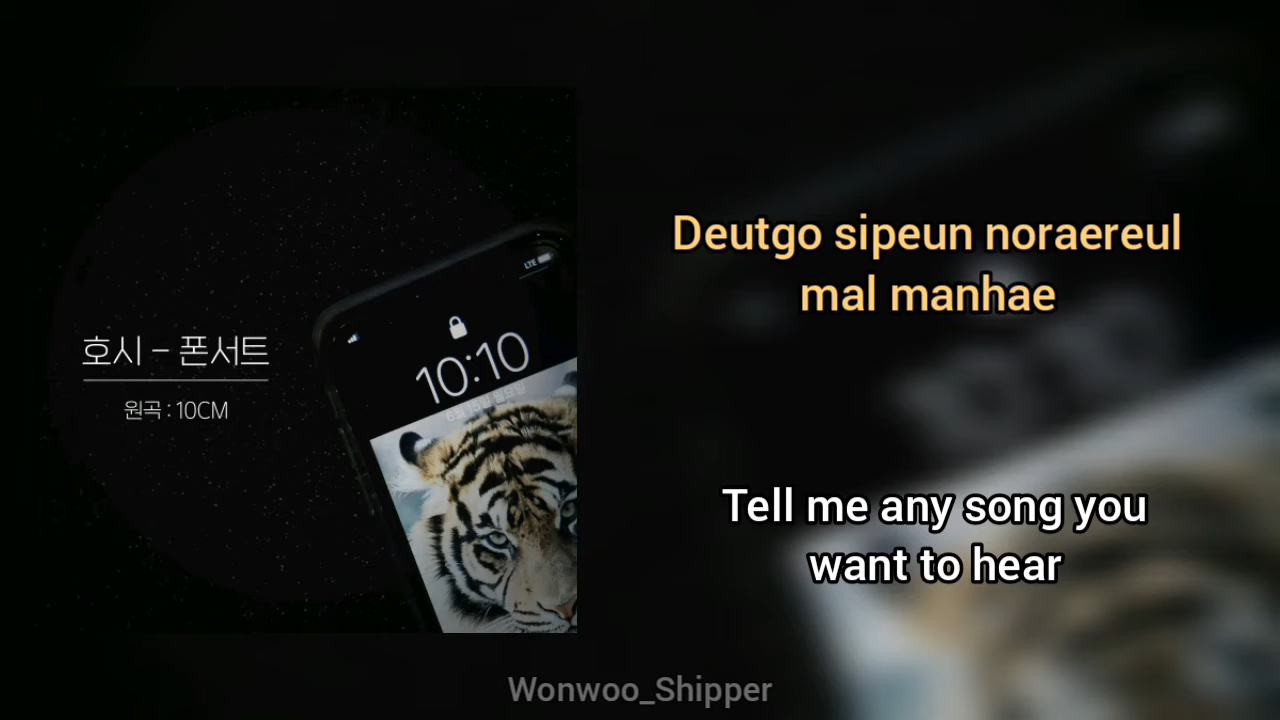 호시 - 폰서트
원곡 : 10CM
LTE
10:10
Deutgo sipeun noraereul
mal manhae
Tell me any song you
want to hear
Wonwoo_Shipper